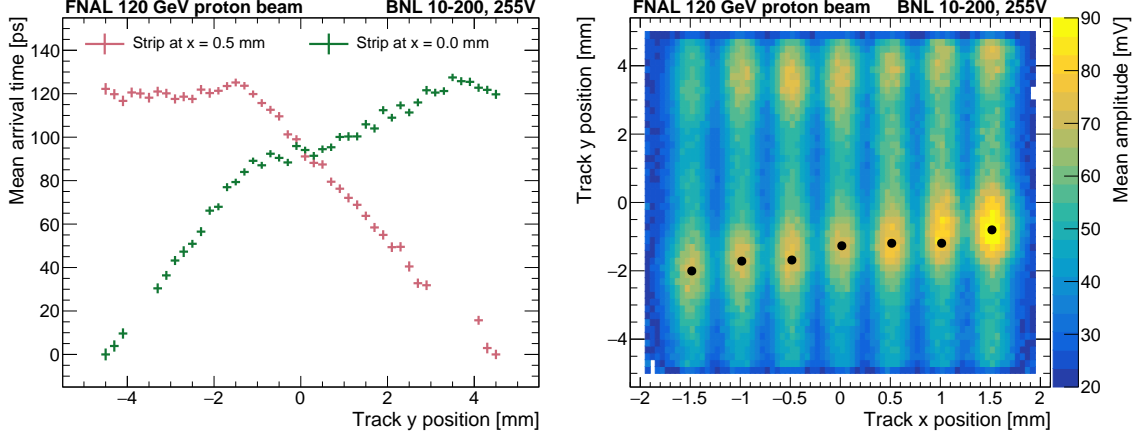 FNAL 120 GeV proton beam BNL 10-200, 255V
Strip at x = 0.5 mm Strip at x = 0.0 mm
Mean arrival time [ps]
140
120
100
80
60
40
20
0
−4 −2 0 2 4
Track y position [mm]
FNAL 120 GeV proton beam BNL 10-200, 255V
Track y position [mm]
4
2
0
−2
−4
−2 −1.5 −1 −0.5 0 0.5 1 1.5 2
Track x position [mm]
90
80
70
60
50
40
30
20
Mean amplitude [mV]